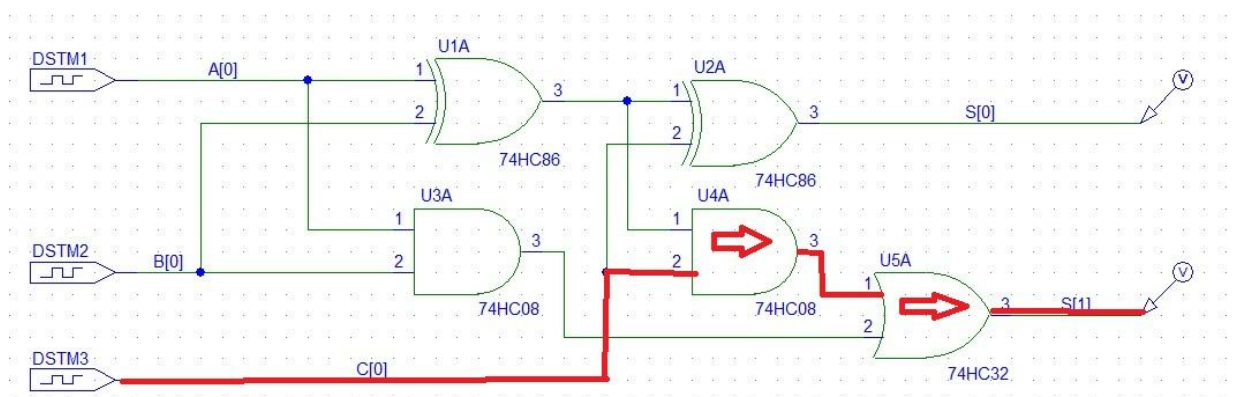 DSTM1
A[0]
1
2
U1A
3
74HC86
1
2
U2A
3
74HC86
S[0]
V
DSTM2
B[0]
1
2
U3A
3
74HC08
1
2
U4A
3
74HC08
1
2
U5A
3
74HC32
S[1]
V
DSTM3
C[0]